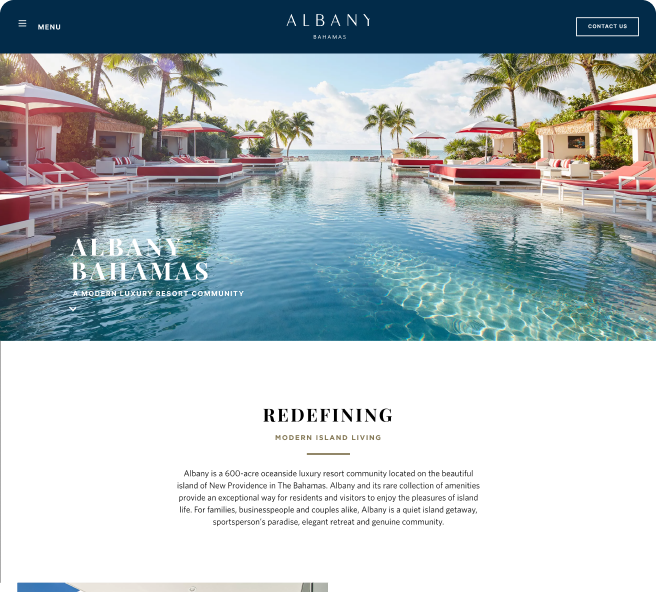 MENU
ALBANY
BAHAMAS
CONTACT US
ALBANY
BAHAMAS
A MODERN LUXURY RESORT COMMUNITY
REDEFINING
MODERN ISLAND LIVING
Albany is a 600-acre oceanside luxury resort community located on the beautiful
island of New Providence in The Bahamas. Albany and its rare collection of amenities
provide an exceptional way for residents and visitors to enjoy the pleasures of island
life. For families, businesspeople and couples alike, Albany is a quiet island getaway,
sportsperson's paradise, elegant retreat and genuine community.